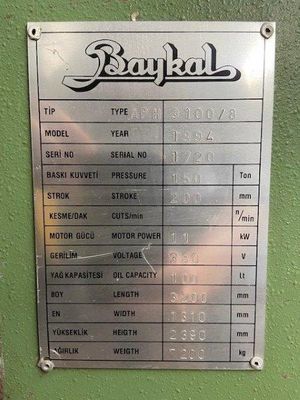 Baykal
TİP TYPE APH 3100/8
MODEL YEAR 1994
SERİ NO SERIAL NO 1720
BASKI KUVVETİ PRESSURE 150 Ton
STROK STROKE 200 mm
KESME/DAK CUTS/min n/min
MOTOR GÜCÜ MOTOR POWER 11 kW
GERİLİM VOLTAGE 380 V
YAĞ KAPASİTESİ OIL CAPACITY 100 Lt
BOY LENGTH 3200 mm
EN WIDTH 1310 mm
YÜKSEKLİK HEIGTH 2390 mm
AĞIRLIK WEIGTH 7200 kg